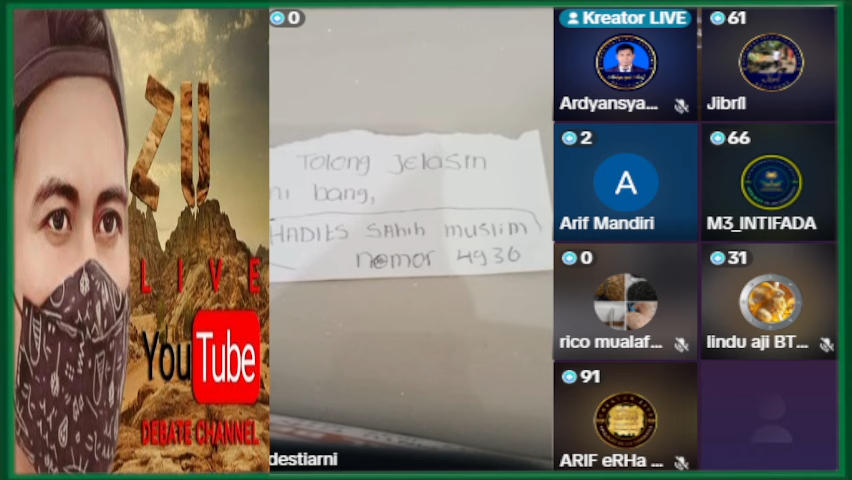 ZU
LIVE
YouTube
DEBATE CHANNEL
0
Tolong Jelasin
ni bang,
HADITS SAhih muslim
nomor 4936
destiarni
Kreator LIVE
Ardyansya...
61
Jibrıl
2
A
Arif Mandiri
66
M3_INTIFADA
0
rico mualaf...
31
lindu aji BT...
91
ARIF eRHa ...